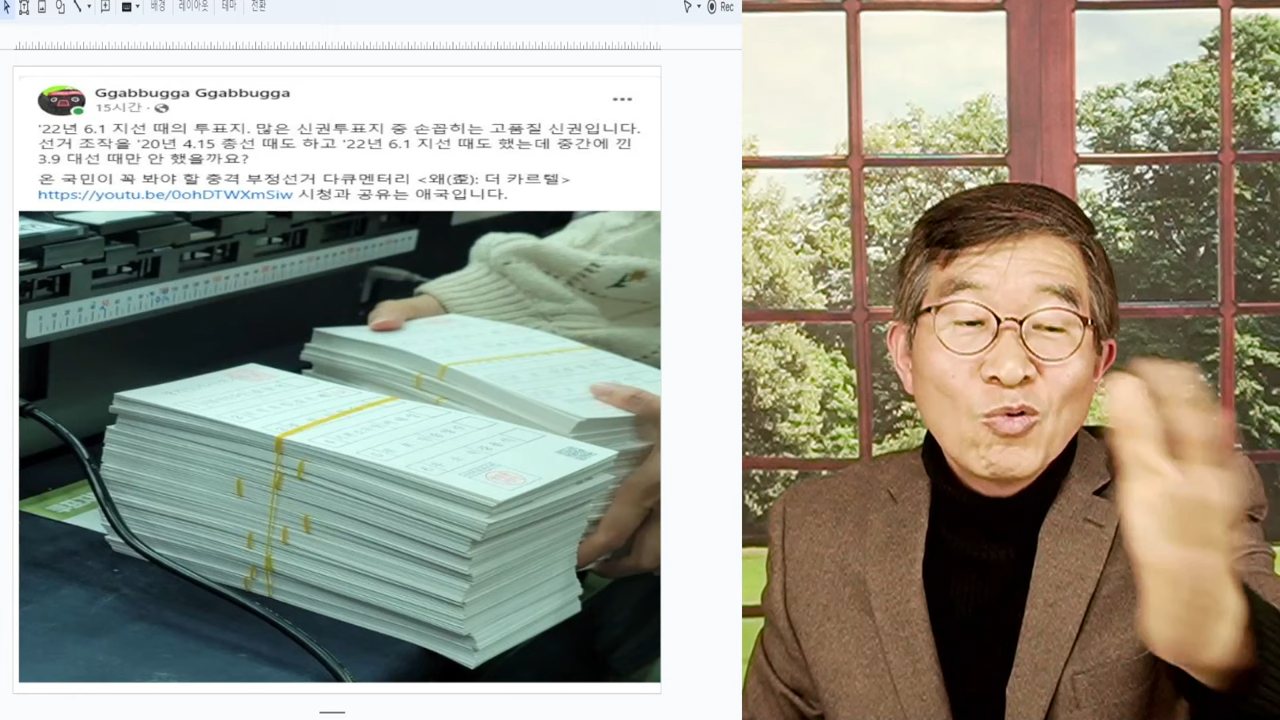 배경 레이아웃 테마 전환
Rec
Ggabbugga Ggabbugga
15시간 ·
'22년 6.1 지선 때의 투표지. 많은 신권투표지 중 손꼽히는 고품질 신권입니다.
선거 조작을 '20년 4.15 총선 때도 하고 '22년 6.1 지선 때도 했는데 중간에 낀
3.9 대선 때만 안 했을까요?
온 국민이 꼭 봐야 할 충격 부정선거 다큐멘터리 <왜(歪): 더 카르텔>
https://youtu.be/0ohDTWXmSiw 시청과 공유는 애국입니다.